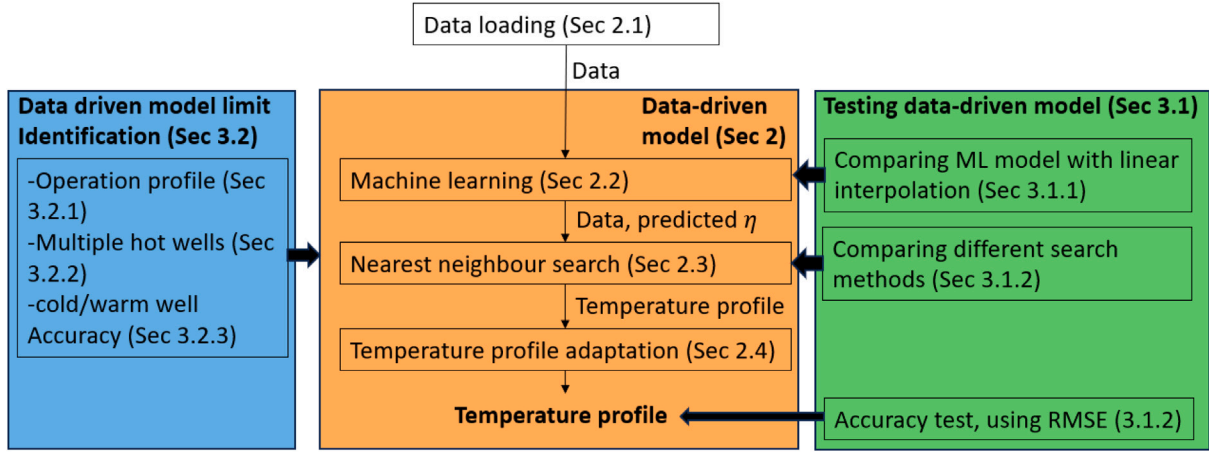 Data loading (Sec 2.1)
Data
Data driven model limit
Identification (Sec 3.2)
-Operation profile (Sec
3.2.1)
-Multiple hot wells (Sec
3.2.2)
-cold/warm well
Accuracy (Sec 3.2.3)
Data-driven
model (Sec 2)
Machine learning (Sec 2.2)
Data, predicted η
Nearest neighbour search (Sec 2.3)
Temperature profile
Temperature profile adaptation (Sec 2.4)
Temperature profile
Testing data-driven model (Sec 3.1)
Comparing ML model with linear
interpolation (Sec 3.1.1)
Comparing different search
methods (Sec 3.1.2)
Accuracy test, using RMSE (3.1.2)